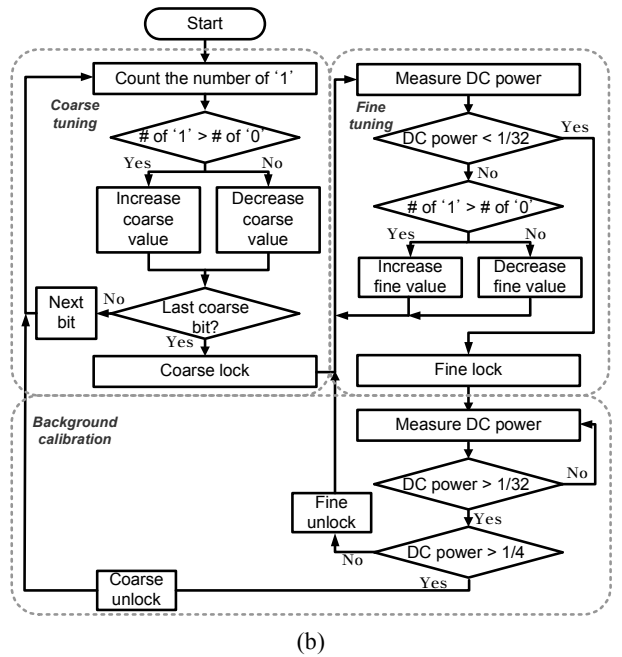 Start
Count the number of ‘1’
Coarse
tuning
# of ‘1’ > # of ‘0’
Yes
No
Increase
coarse
value
Decrease
coarse
value
Next
bit
No
Last coarse
bit?
Yes
Coarse lock
Measure DC power
Fine
tuning
DC power < 1/32
Yes
No
# of ‘1’ > # of ‘0’
Yes
No
Increase
fine value
Decrease
fine value
Fine lock
Background
calibration
Measure DC power
DC power > 1/32
No
Yes
Fine
unlock
DC power > 1/4
No
Yes
Coarse
unlock
(b)